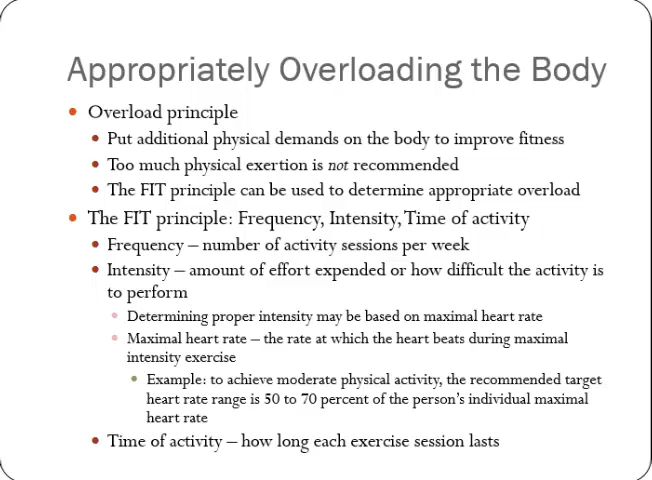 Appropriately Overloading the Body
• Overload principle
• Put additional physical demands on the body to improve fitness
• Too much physical exertion is not recommended
• The FIT principle can be used to determine appropriate overload
• The FIT principle: Frequency, Intensity, Time of activity
• Frequency – number of activity sessions per week
• Intensity – amount of effort expended or how difficult the activity is
to perform
• Determining proper intensity may be based on maximal heart rate
• Maximal heart rate – the rate at which the heart beats during maximal
intensity exercise
• Example: to achieve moderate physical activity, the recommended target
heart rate range is 50 to 70 percent of the person's individual maximal
heart rate
• Time of activity – how long each exercise session lasts